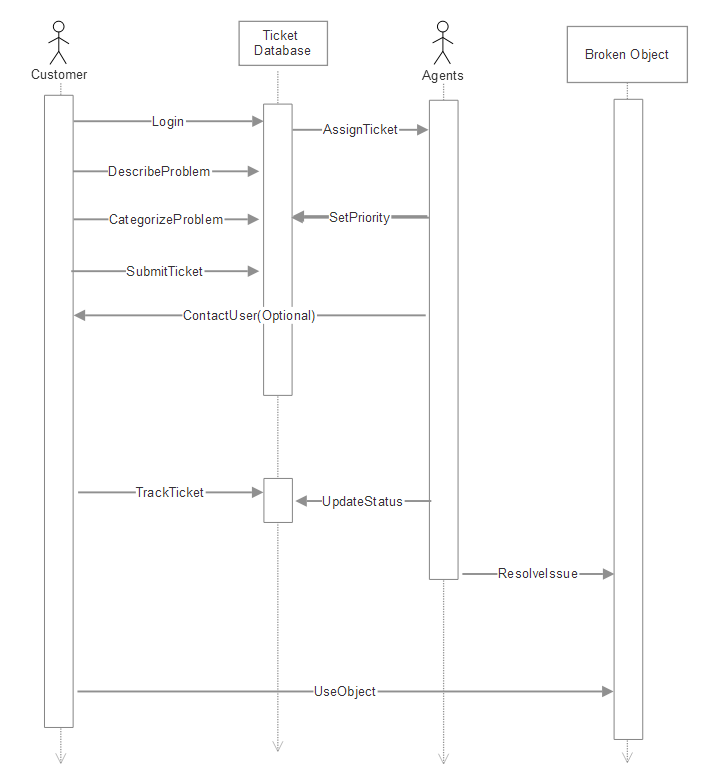 Customer
Ticket
Database
Agents
Broken Object
Login
AssignTicket
DescribeProblem
CategorizeProblem
SetPriority
SubmitTicket
ContactUser(Optional)
TrackTicket
UpdateStatus
ResolveIssue
UseObject